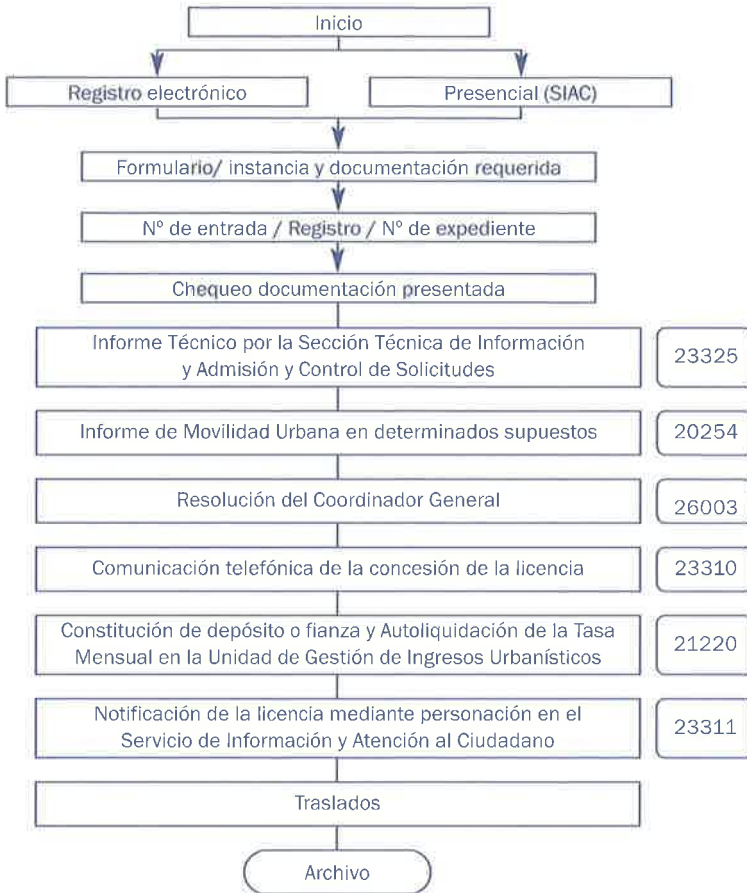 Inicio
Registro electrónico
Presencial (SIAC)
Formulario/ instancia y documentación requerida
Nº de entrada / Registro / Nº de expediente
Chequeo documentación presentada
Informe Técnico por la Sección Técnica de Información
y Admisión y Control de Solicitudes
23325
Informe de Movilidad Urbana en determinados supuestos
20254
Resolución del Coordinador General
26003
Comunicación telefónica de la concesión de la licencia
23310
Constitución de depósito o fianza y Autoliquidación de la Tasa
Mensual en la Unidad de Gestión de Ingresos Urbanísticos
21220
Notificación de la licencia mediante personación en el
Servicio de Información y Atención al Ciudadano
23311
Traslados
Archivo